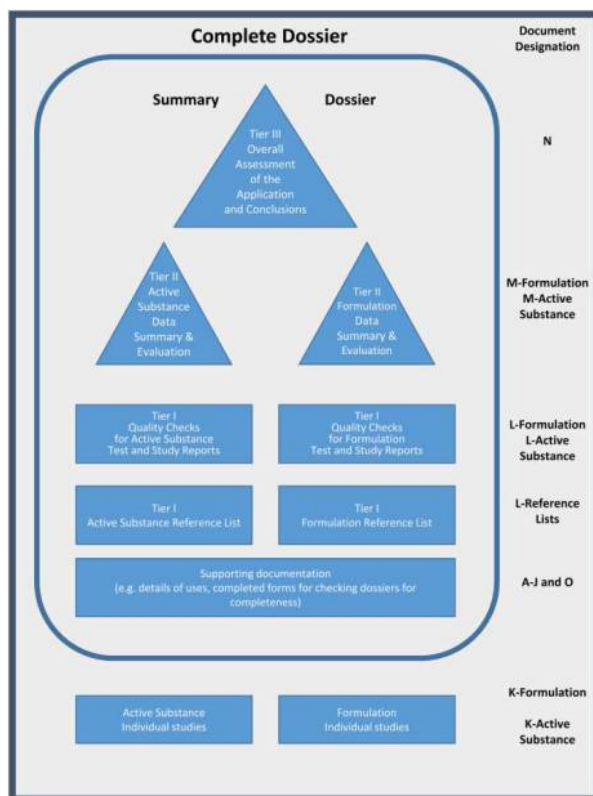 Complete Dossier
Document
Designation
Summary
Dossier
Tier III
Overall
Assessment
of the
Application
and Conclusions
N
Tier II
Active
Substance
Data
Summary &
Evaluation
Tier II
Formulation
Data
Summary &
Evaluation
M-Formulation
M-Active
Substance
Tier I
Quality Checks
for Active Substance
Test and Study Reports
Tier I
Quality Checks
for Formulation
Test and Study Reports
L-Formulation
L-Active
Substance
Tier I
Active Substance Reference List
Tier I
Formulation Reference List
L-Reference
Lists
Supporting documentation
(e.g. details of uses, completed forms for checking dossiers for
completeness)
A-J and O
Active Substance
Individual studies
Formulation
Individual studies
K-Formulation
K-Active
Substance